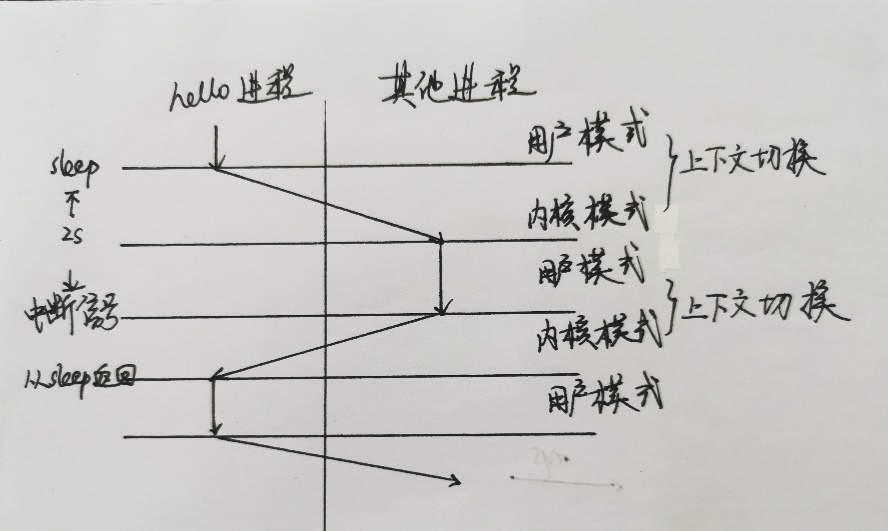 hello进程 其他进程
用户模式
sleep
上下文切换
内核模式
2s
用户模式
中断信号
上下文切换
内核模式
从sleep返回
用户模式